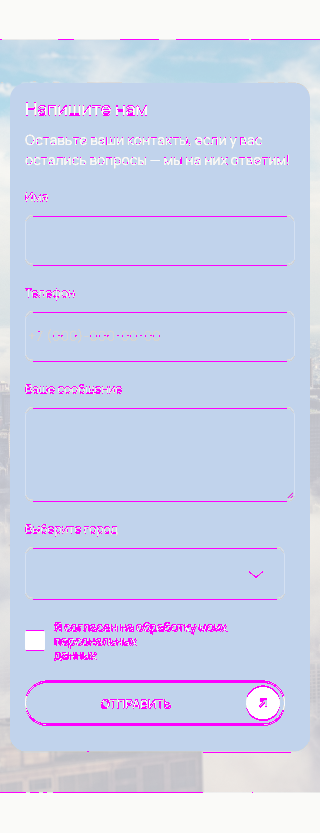 Напишите нам
Оставьте ваши контакты, если у вас
остались вопросы — мы на них ответим!
Имя
Телефон
Ваше сообщение
Выберите город
Я согласен на обработку моих
персональных
данных
ОТПРАВИТЬ